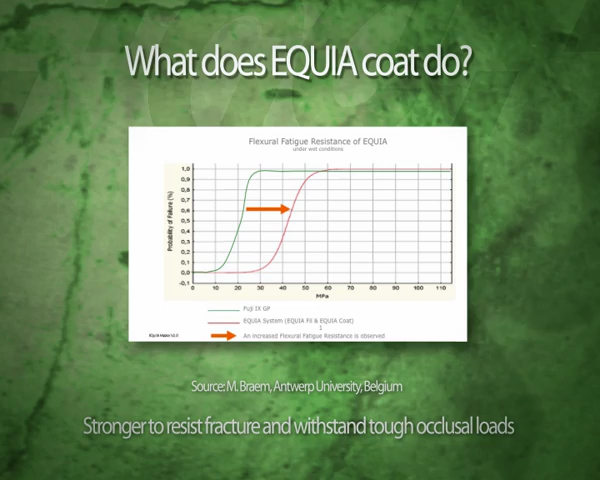 What does EQUIA coat do?
Flexural Fatigue Resistance of EQUIA
under wet conditions
Probability of Failure (%)
1,0
0,9
0,8
0,7
0,6
0,5
0,4
0,3
0,2
0,1
0,0
-0,1
0 10 20 30 40 50 60 70 80 90 100 110
MPa
Fuji IX GP
EQUIA System (EQUIA Fil & EQUIA Coat)
1
An increased Flexural Fatigue Resistance is observed
Source: M. Braem, Antwerp University, Belgium
Stronger to resist fracture and withstand tough occlusal loads